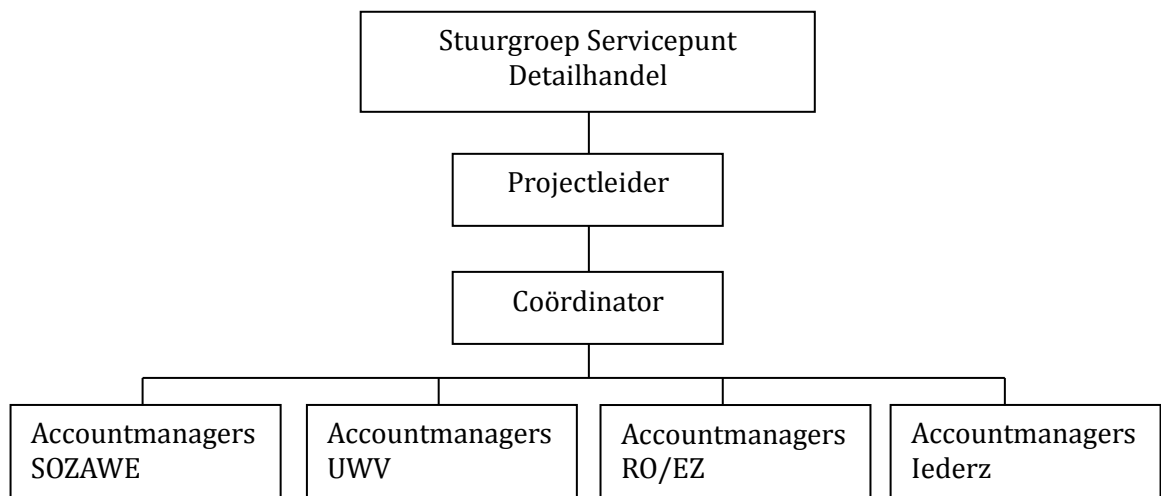 Stuurgroep Servicepunt
Detailhandel
Projectleider
Coördinator
Accountmanagers
SOZAWE
Accountmanagers
UWV
Accountmanagers
RO/EZ
Accountmanagers
Iederz